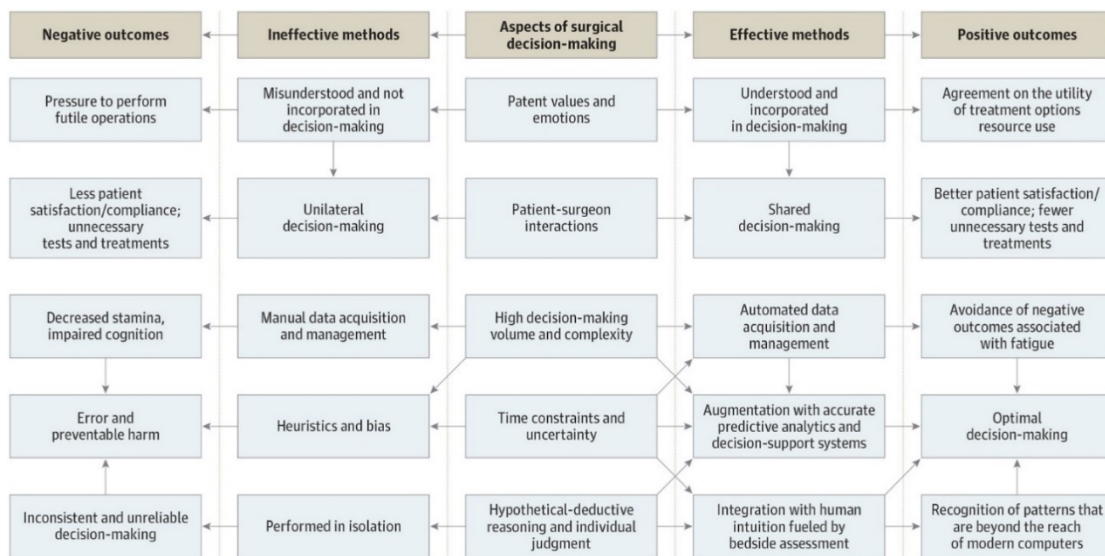 Negative outcomes
Ineffective methods
Aspects of surgical
decision-making
Effective methods
Positive outcomes
Pressure to perform
futile operations
Misunderstood and not
incorporated in
decision-making
Patent values and
emotions
Understood and
incorporated
in decision-making
Agreement on the utility
of treatment options
resource use
Less patient
satisfaction/compliance;
unnecessary
tests and treatments
Unilateral
decision-making
Patient-surgeon
interactions
Shared
decision-making
Better patient satisfaction/
compliance; fewer
unnecessary tests and
treatments
Decreased stamina,
impaired cognition
Manual data acquisition
and management
High decision-making
volume and complexity
Automated data
acquisition and
management
Avoidance of negative
outcomes associated
with fatigue
Error and
preventable harm
Heuristics and bias
Time constraints and
uncertainty
Augmentation with accurate
predictive analytics and
decision-support systems
Optimal
decision-making
Inconsistent and unreliable
decision-making
Performed in isolation
Hypothetical-deductive
reasoning and individual
judgment
Integration with human
intuition fueled by
bedside assessment
Recognition of patterns that
are beyond the reach
of modern computers